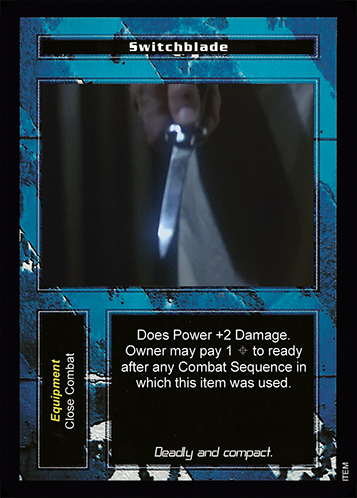 Switchblade
Equipment
Close Combat
Does Power +2 Damage.
Owner may pay 1 to ready
after any Combat Sequence in
which this item was used.
Deadly and compact.
ITEM